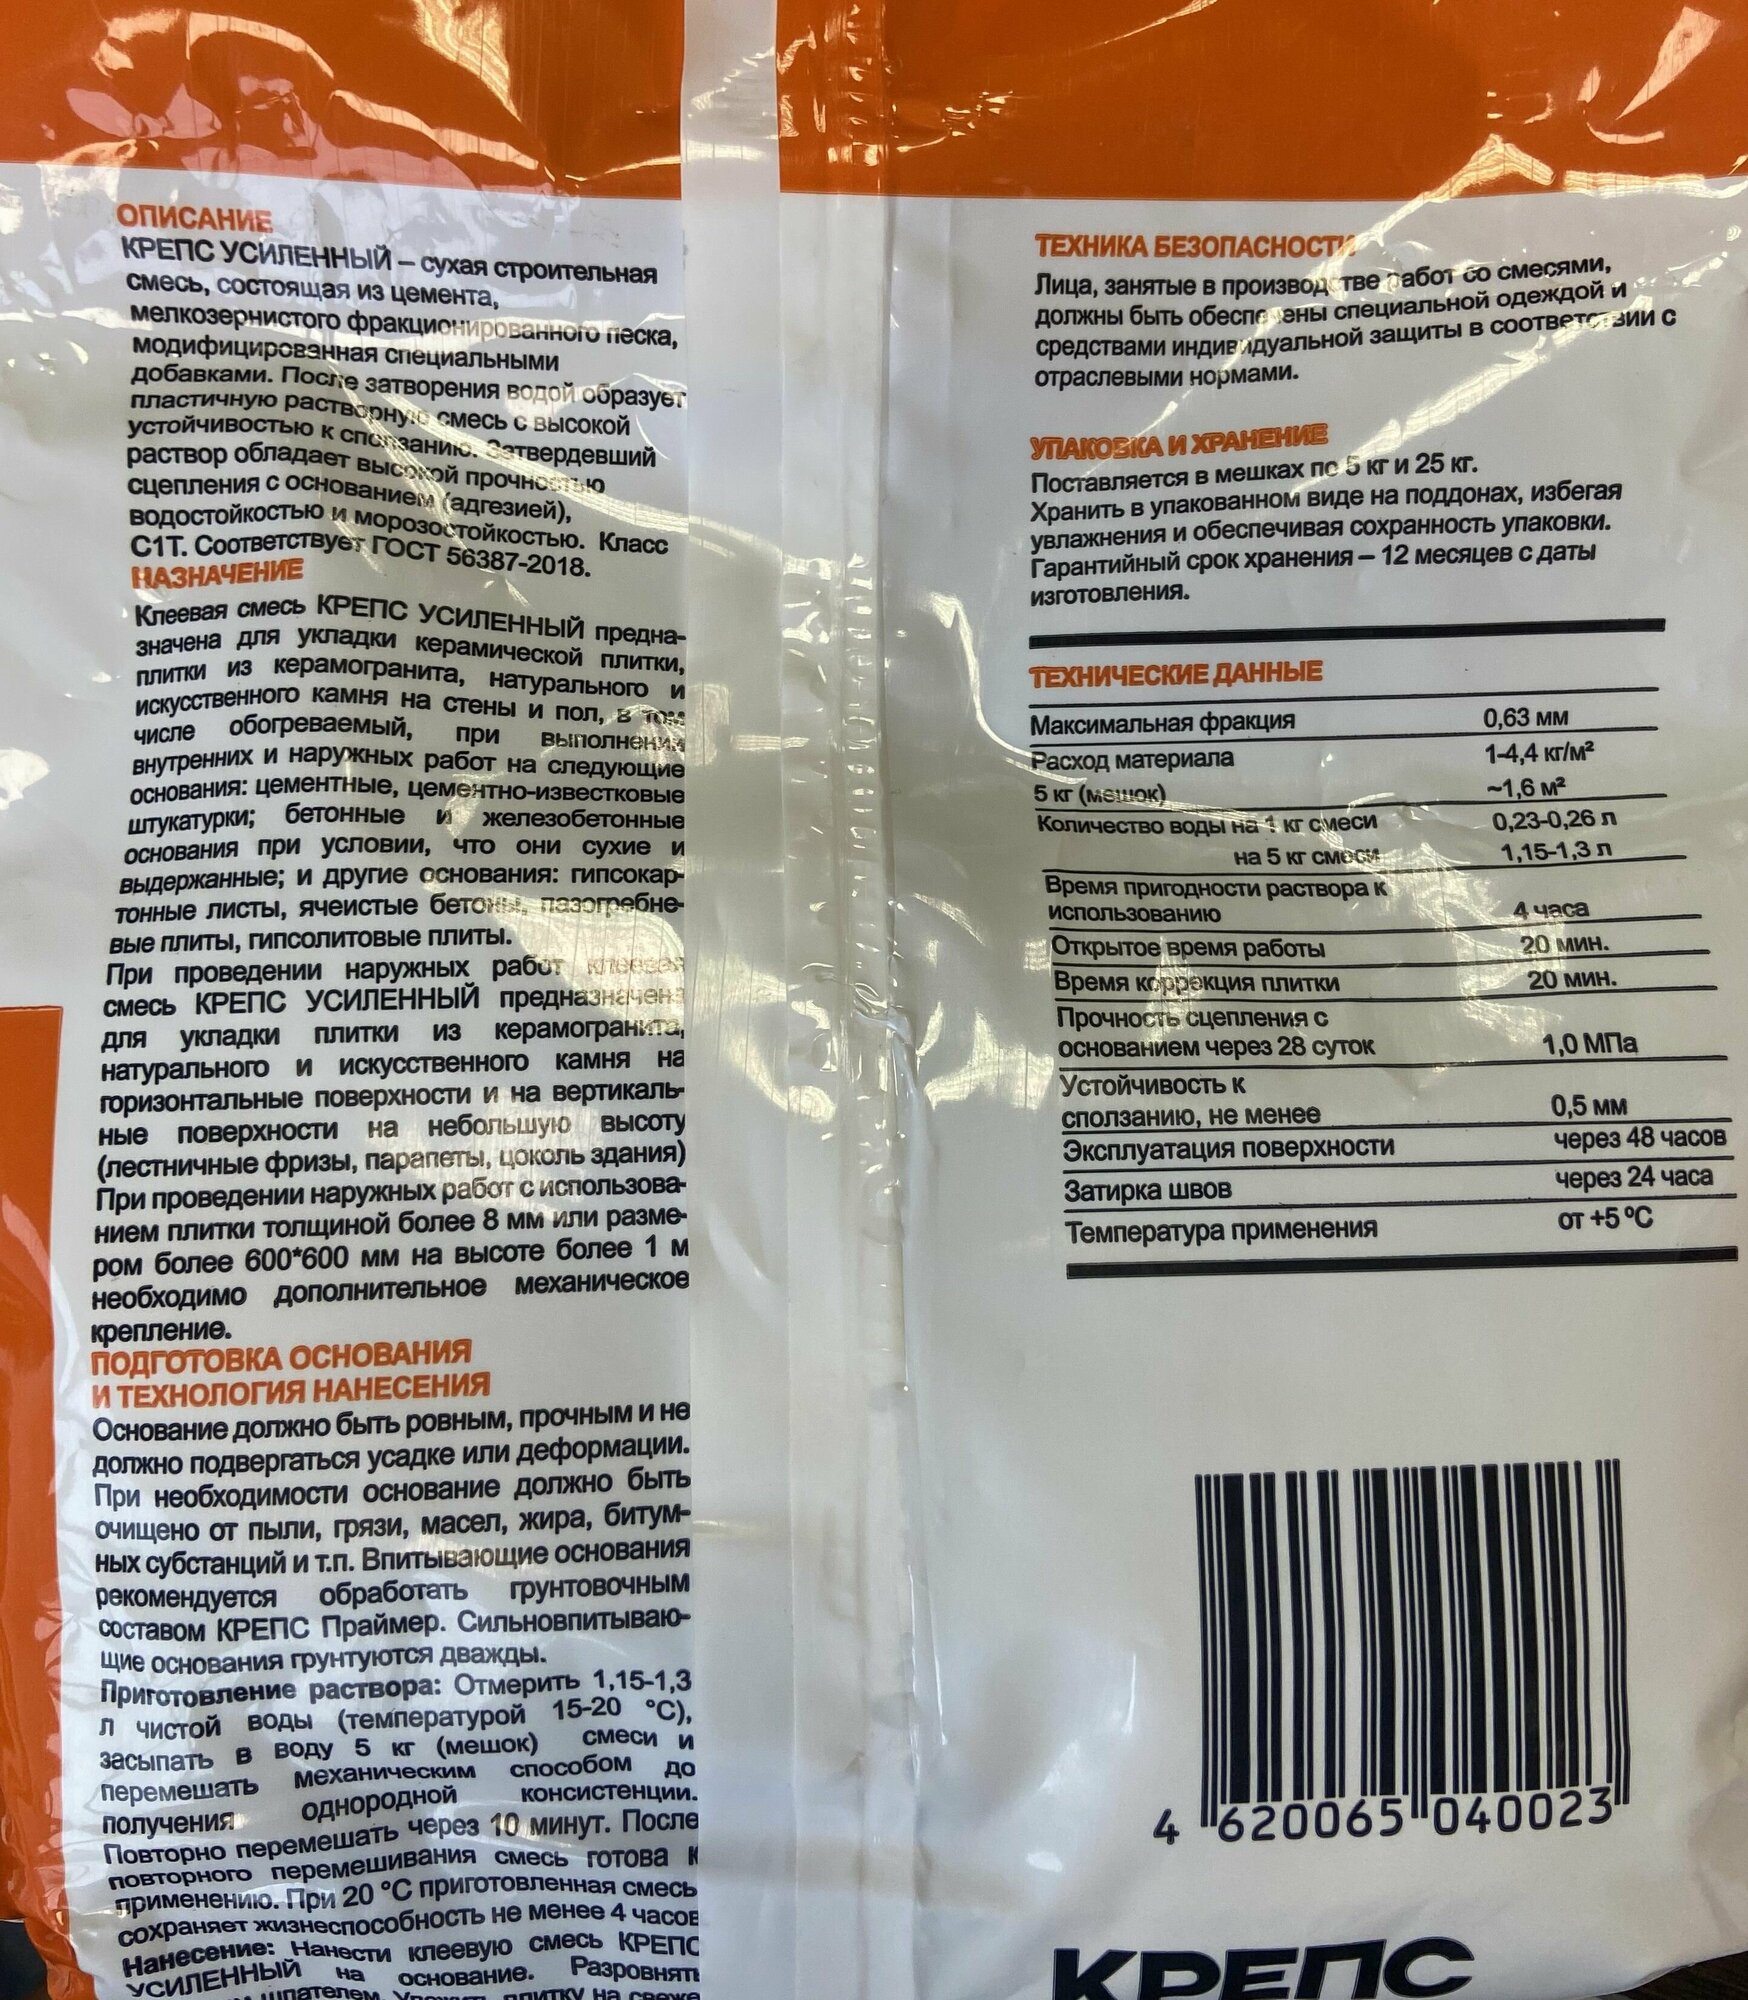 ОПИСАНИЕ
КРЕПС УСИЛЕННЫЙ – сухая строительная
смесь, состоящая из цемента,
мелкозернистого фракционированного песка,
модифицированная специальными
добавками. После затворения водой образует
пластичную растворную смесь с высокой
устойчивостью к сползанию. Затвердевший
раствор обладает высокой прочностью
сцепления с основанием (адгезией),
водостойкостью и морозостойкостью. Класс
С1Т. Соответствует ГОСТ 56387-2018.
НАЗНАЧЕНИЕ
Клеевая смесь КРЕПС УСИЛЕННЫЙ предна-
значена для укладки керамической плитки,
плитки из керамогранита, натурального и
искусственного камня на стены и пол, в том
числе обогреваемый, при выполнении
внутренних и наружных работ на следующие
основания: цементные, цементно-известковые
штукатурки; бетонные и железобетонные
основания при условии, что они сухие и
выдержанные; и другие основания: гипсокар-
тонные листы, ячеистые бетоны, пазогребне-
вые плиты, гипсолитовые плиты.
При проведении наружных работ клеевая
смесь КРЕПС УСИЛЕННЫЙ предназначена
для укладки плитки из керамогранита,
натурального и искусственного камня на
горизонтальные поверхности и на вертикаль-
ные поверхности на небольшую высоту
(лестничные фризы, парапеты, цоколь здания)
При проведении наружных работ с использова-
нием плитки толщиной более 8 мм или разме-
ром более 600*600 мм на высоте более 1 м
необходимо дополнительное механическое
крепление.
ПОДГОТОВКА ОСНОВАНИЯ
И ТЕХНОЛОГИЯ НАНЕСЕНИЯ
Основание должно быть ровным, прочным и не
должно подвергаться усадке или деформации.
При необходимости основание должно быть
очищено от пыли, грязи, масел, жира, битум-
ных субстанций и т.п. Впитывающие основания
рекомендуется обработать грунтовочным
составом КРЕПС Праймер. Сильновпитываю-
щие основания грунтуются дважды.
Приготовление раствора: Отмерить 1,15-1,3
л чистой воды (температурой 15-20 °С),
засыпать в воду 5 кг (мешок) смеси и
перемешать механическим способом до
получения однородной консистенции.
Повторно перемешать через 10 минут. После
повторного перемешивания смесь готова к
применению. При 20 °С приготовленная смесь
сохраняет жизнеспособность не менее 4 часов
Нанесение: Нанести клеевую смесь КРЕПС
УСИЛЕННЫЙ на основание. Разровнять
шпателем. Уложить плитку на свеже
ТЕХНИКА БЕЗОПАСНОСТИ
Лица, занятые в производстве работ со смесями,
должны быть обеспечены специальной одеждой и
средствами индивидуальной защиты в соответствии с
отраслевыми нормами.
УПАКОВКА И ХРАНЕНИЕ
Поставляется в мешках по 5 кг и 25 кг.
Хранить в упакованном виде на поддонах, избегая
увлажнения и обеспечивая сохранность упаковки.
Гарантийный срок хранения – 12 месяцев с даты
изготовления.
ТЕХНИЧЕСКИЕ ДАННЫЕ
Максимальная фракция 0,63 мм
Расход материала 1-4,4 кг/м²
5 кг (мешок) ~1,6 м²
Количество воды на 1 кг смеси 0,23-0,26 л
на 5 кг смеси 1,15-1,3 л
Время пригодности раствора к
использованию 4 часа
Открытое время работы 20 мин.
Время коррекция плитки 20 мин.
Прочность сцепления с
основанием через 28 суток 1,0 МПа
Устойчивость к
сползанию, не менее 0,5 мм
Эксплуатация поверхности через 48 часов
Затирка швов через 24 часа
Температура применения от +5 °С
4 620065 040023
КРЕПС